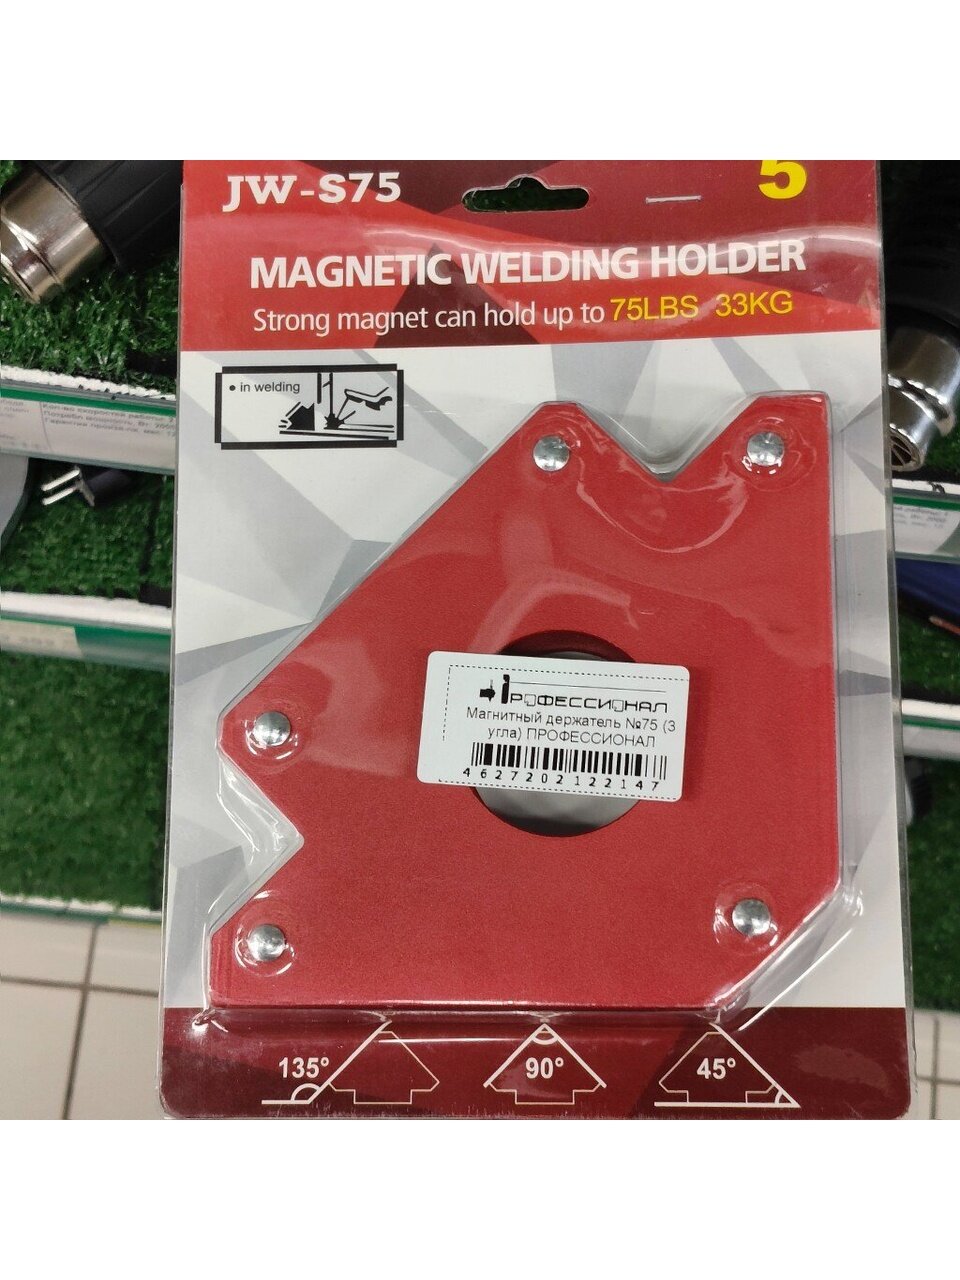 JW-S75
5
MAGNETIC WELDING HOLDER
Strong magnet can hold up to 75LBS 33KG
• in welding
ПРОФЕССИОНАЛ
Магнитный держатель №75 (3
угла) ПРОФЕССИОНАЛ
4627202122147
135°
90°
45°